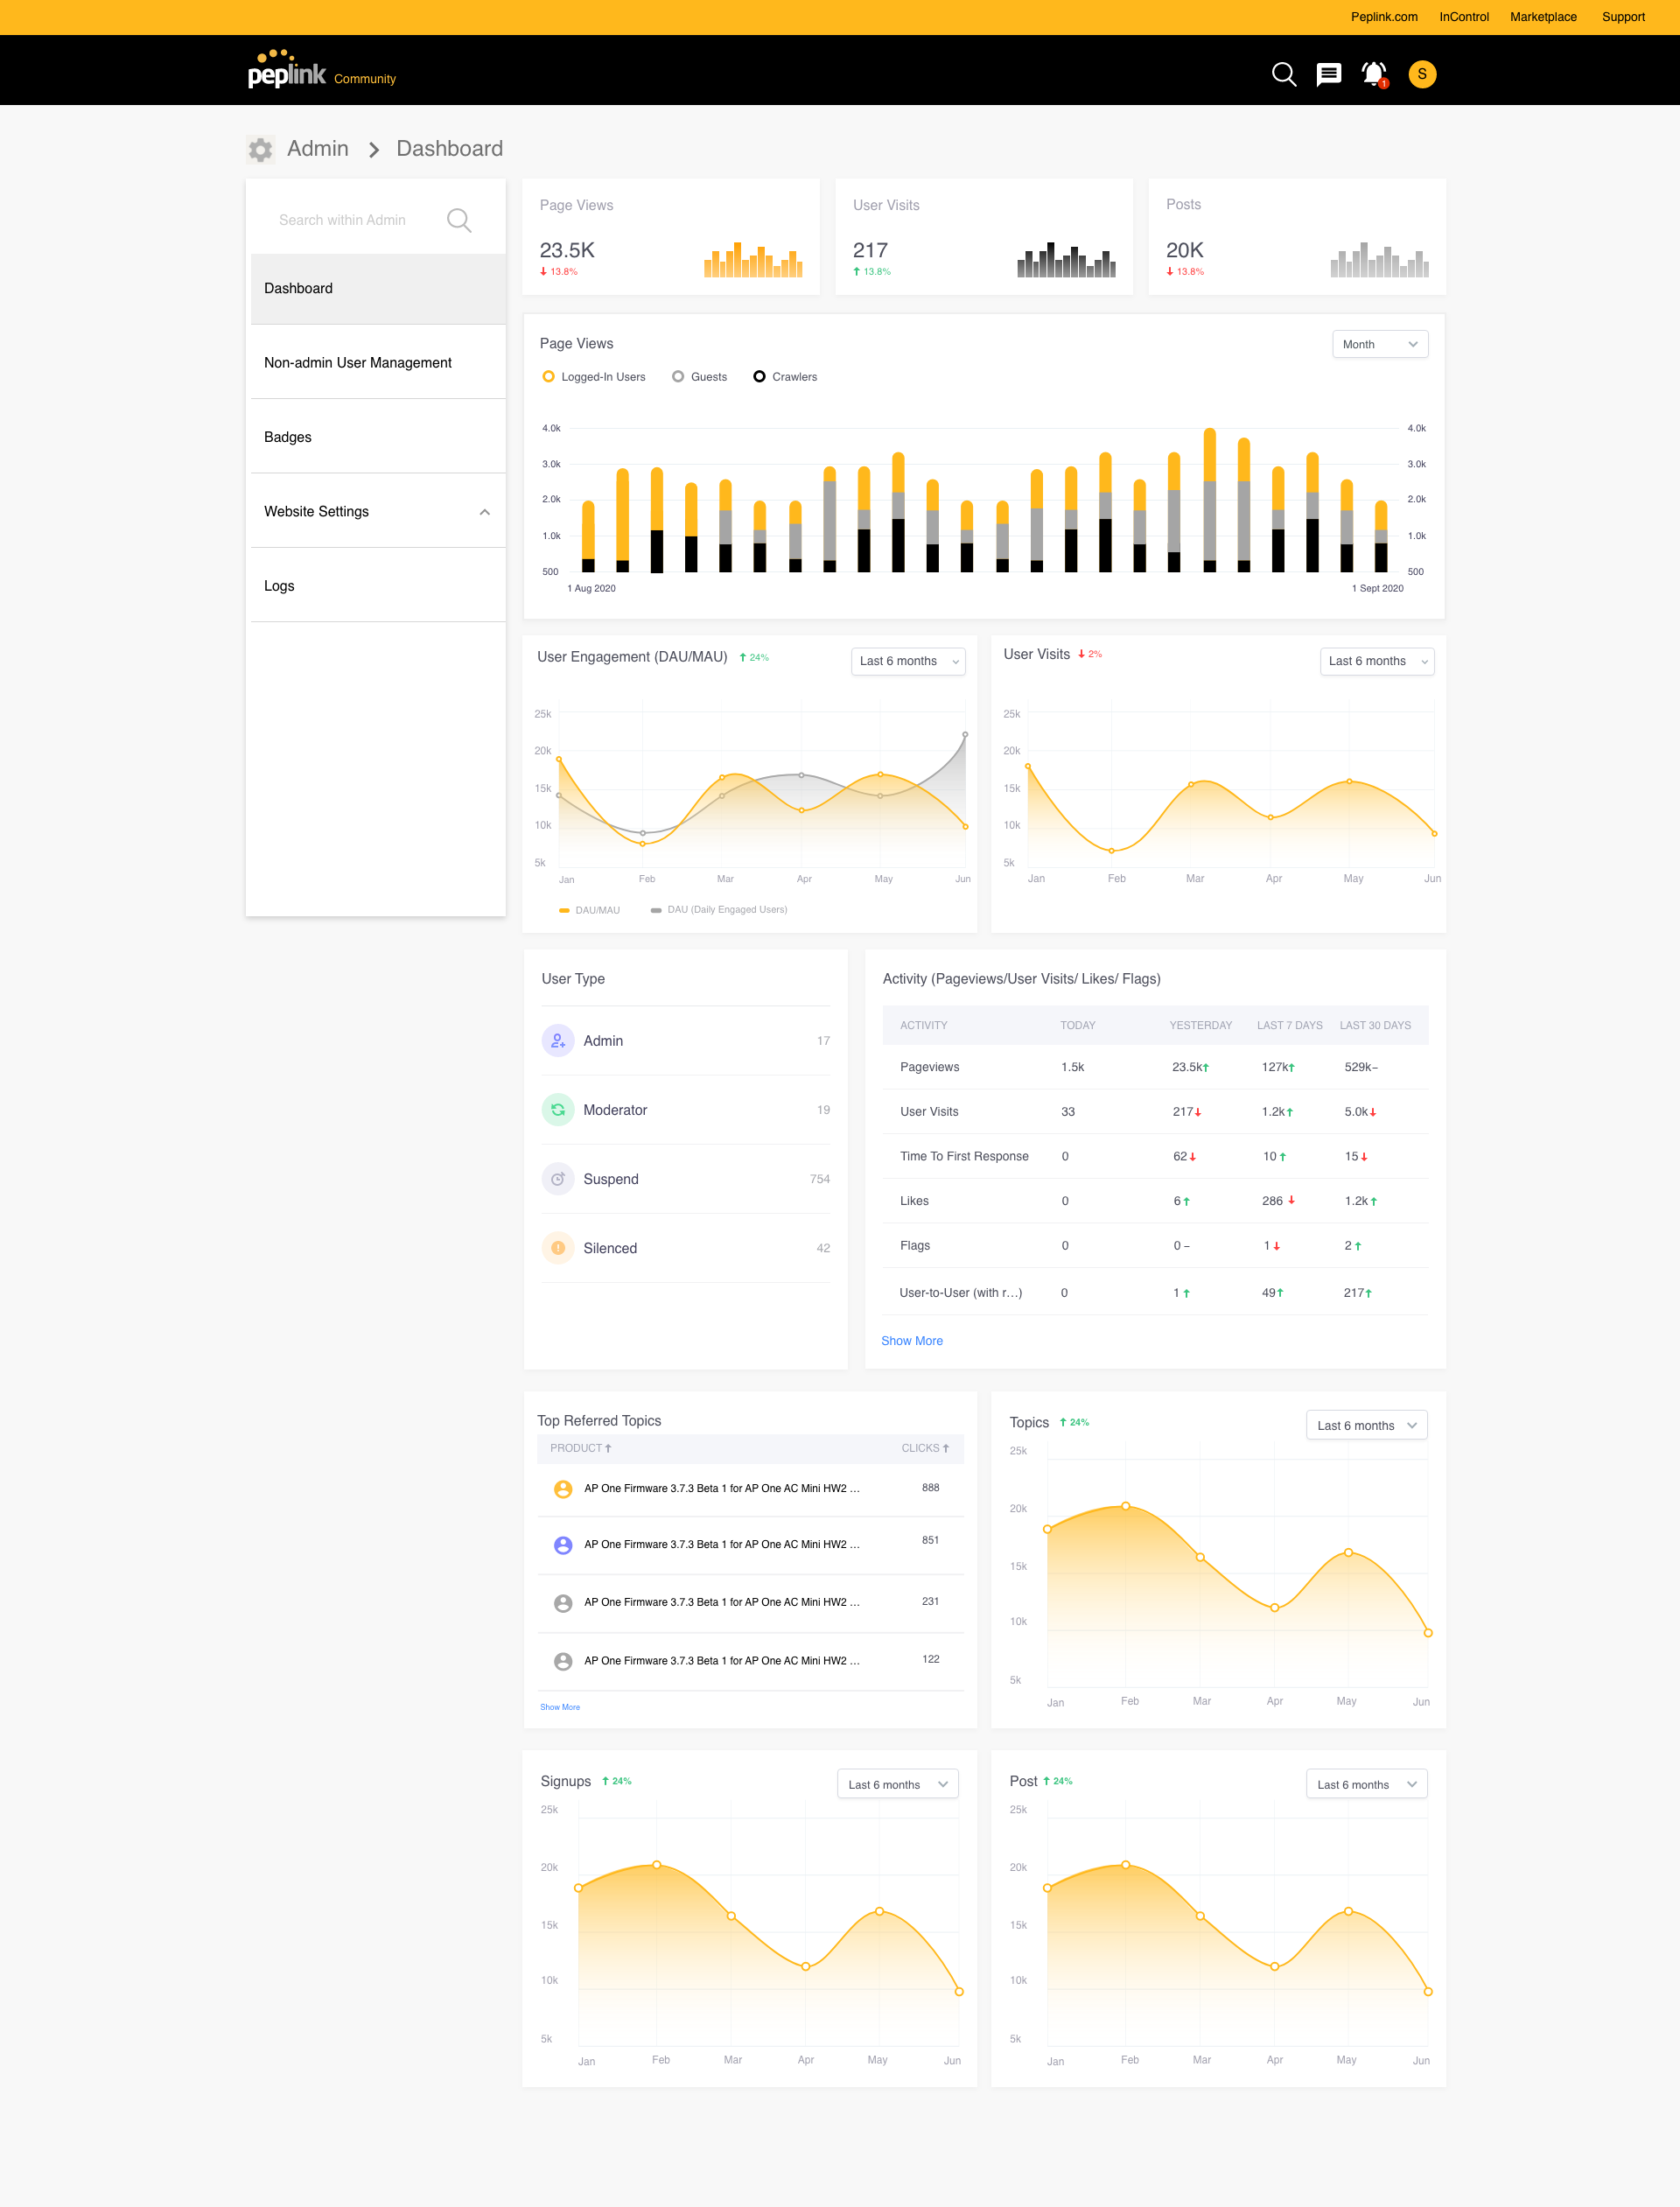 Peplink.com InControl Marketplace Support
peplink Community
1
S
Admin > Dashboard
Search within Admin
Dashboard
Non-admin User Management
Badges
Website Settings
Logs
Page Views
23.5K
13.8%
User Visits
217
13.8%
Posts
20K
13.8%
Page Views
Month
Logged-In Users Guests Crawlers
4.0k 4.0k
3.0k 3.0k
2.0k 2.0k
1.0k 1.0k
500 500
1 Aug 2020 1 Sept 2020
User Engagement (DAU/MAU) 24%
Last 6 months
25k
20k
15k
10k
5k
Jan Feb Mar Apr May Jun
DAU/MAU DAU (Daily Engaged Users)
User Visits 2%
Last 6 months
25k
20k
15k
10k
5k
Jan Feb Mar Apr May Jun
User Type
Admin 17
Moderator 19
Suspend 754
Silenced 42
Activity (Pageviews/User Visits/ Likes/ Flags)
ACTIVITY TODAY YESTERDAY LAST 7 DAYS LAST 30 DAYS
Pageviews 1.5k 23.5k 127k 529k–
User Visits 33 217 1.2k 5.0k
Time To First Response 0 62 10 15
Likes 0 6 286 1.2k
Flags 0 0 – 1 2
User-to-User (with r…) 0 1 49 217
Show More
Top Referred Topics
PRODUCT CLICKS
AP One Firmware 3.7.3 Beta 1 for AP One AC Mini HW2 … 888
AP One Firmware 3.7.3 Beta 1 for AP One AC Mini HW2 … 851
AP One Firmware 3.7.3 Beta 1 for AP One AC Mini HW2 … 231
AP One Firmware 3.7.3 Beta 1 for AP One AC Mini HW2 … 122
Show More
Topics 24%
Last 6 months
25k
20k
15k
10k
5k
Jan Feb Mar Apr May Jun
Signups 24%
Last 6 months
25k
20k
15k
10k
5k
Jan Feb Mar Apr May Jun
Post 24%
Last 6 months
25k
20k
15k
10k
5k
Jan Feb Mar Apr May Jun